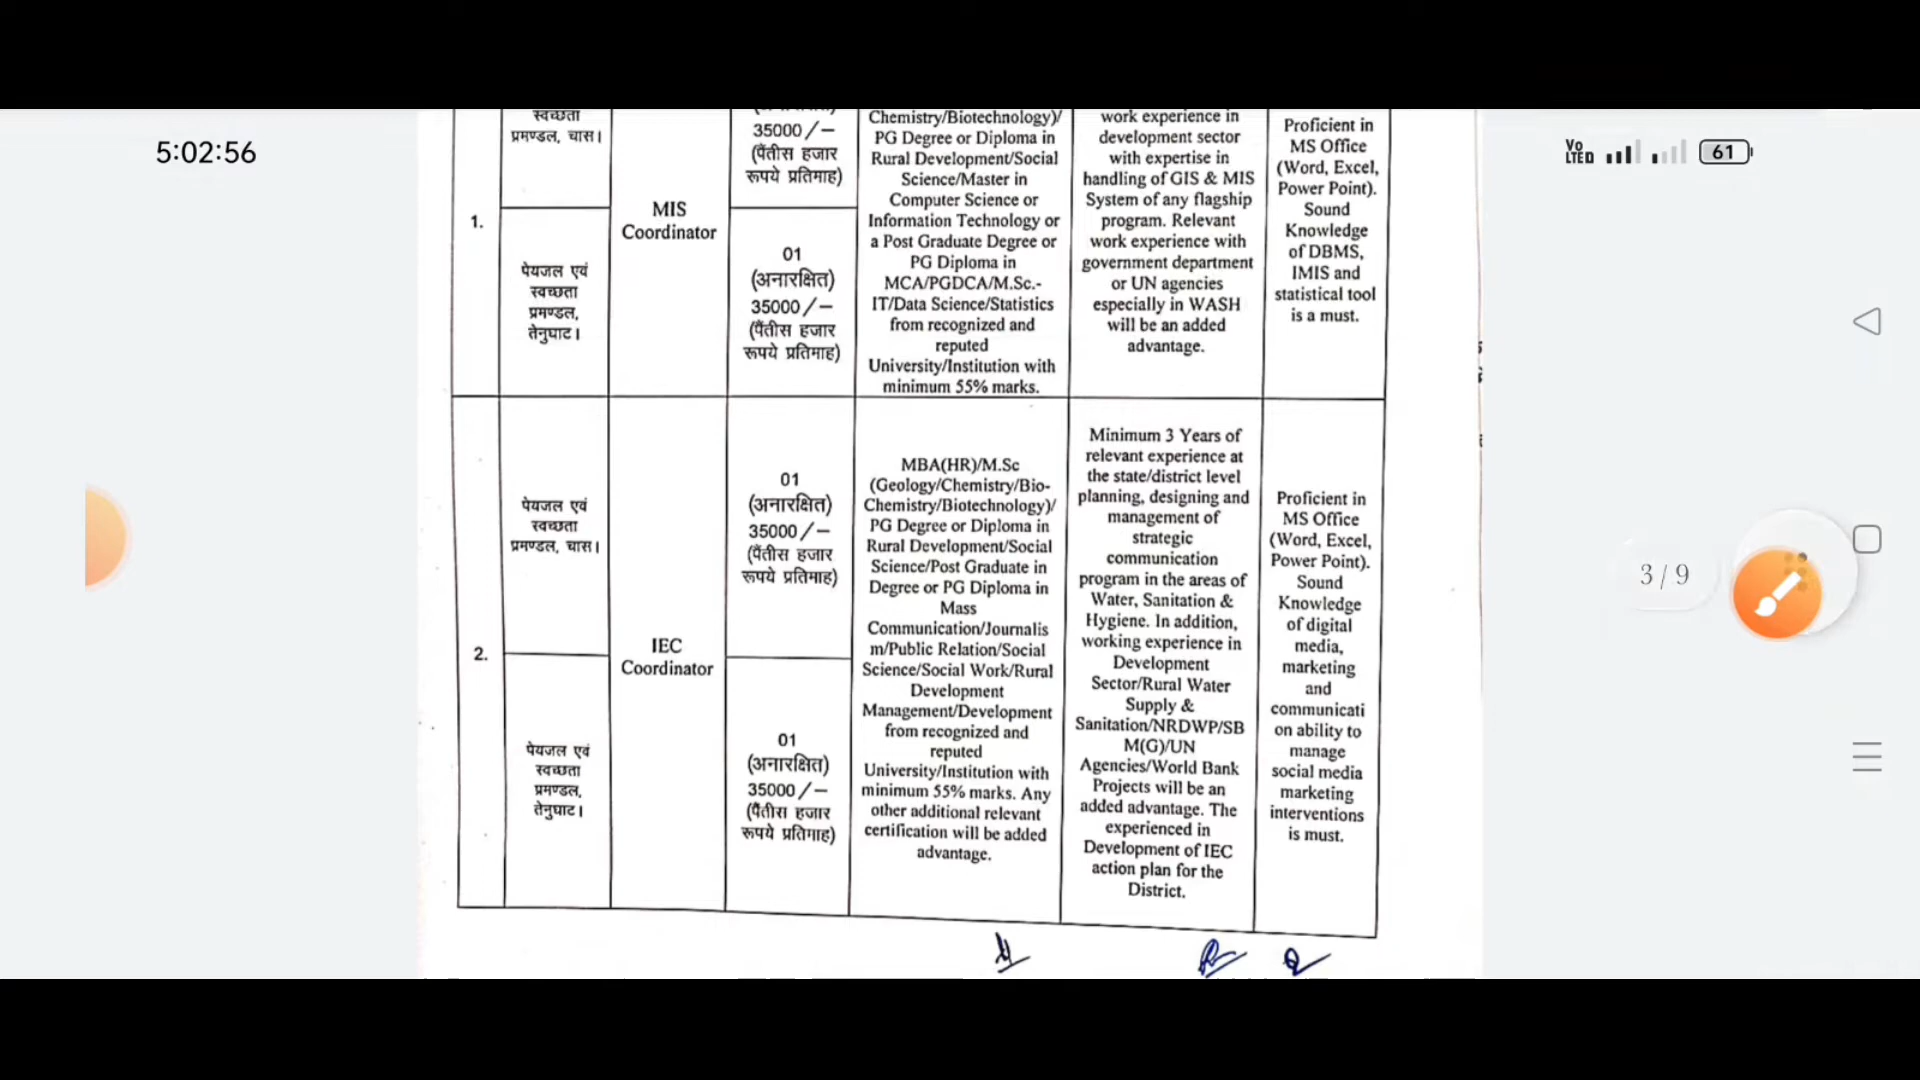 5:02:56
Vo
LTE
61
3/9
स्वच्छता
प्रमण्डल, चास।
पेयजल एवं
स्वच्छता
प्रमण्डल,
तेनुघाट।
1.
MIS
Coordinator
35000/-
(पैंतीस हजार
रूपये प्रतिमाह)
01
(अनारक्षित)
35000/-
(पैंतीस हजार
रूपये प्रतिमाह)
Chemistry/Biotechnology)/
PG Degree or Diploma in
Rural Development/Social
Science/Master in
Computer Science or
Information Technology or
a Post Graduate Degree or
PG Diploma in
MCA/PGDCA/M.Sc.-
IT/Data Science/Statistics
from recognized and
reputed
University/Institution with
minimum 55% marks.
work experience in
development sector
with expertise in
handling of GIS & MIS
System of any flagship
program. Relevant
work experience with
government department
or UN agencies
especially in WASH
will be an added
advantage.
Proficient in
MS Office
(Word, Excel,
Power Point).
Sound
Knowledge
of DBMS,
IMIS and
statistical tool
is a must.
2.
पेयजल एवं
स्वच्छता
प्रमण्डल, चास।
पेयजल एवं
स्वच्छता
प्रमण्डल,
तेनुघाट।
IEC
Coordinator
01
(अनारक्षित)
35000/-
(पैंतीस हजार
रूपये प्रतिमाह)
01
(अनारक्षित)
35000/-
(पैंतीस हजार
रूपये प्रतिमाह)
MBA(HR)/M.Sc
(Geology/Chemistry/Bio-
Chemistry/Biotechnology)/
PG Degree or Diploma in
Rural Development/Social
Science/Post Graduate in
Degree or PG Diploma in
Mass
Communication/Journalis
m/Public Relation/Social
Science/Social Work/Rural
Development
Management/Development
from recognized and
reputed
University/Institution with
minimum 55% marks. Any
other additional relevant
certification will be added
advantage.
Minimum 3 Years of
relevant experience at
the state/district level
planning, designing and
management of
strategic
communication
program in the areas of
Water, Sanitation &
Hygiene. In addition,
working experience in
Development
Sector/Rural Water
Supply &
Sanitation/NRDWP/SB
M(G)/UN
Agencies/World Bank
Projects will be an
added advantage. The
experienced in
Development of IEC
action plan for the
District.
Proficient in
MS Office
(Word, Excel,
Power Point).
Sound
Knowledge
of digital
media,
marketing
and
communicati
on ability to
manage
social media
marketing
interventions
is must.